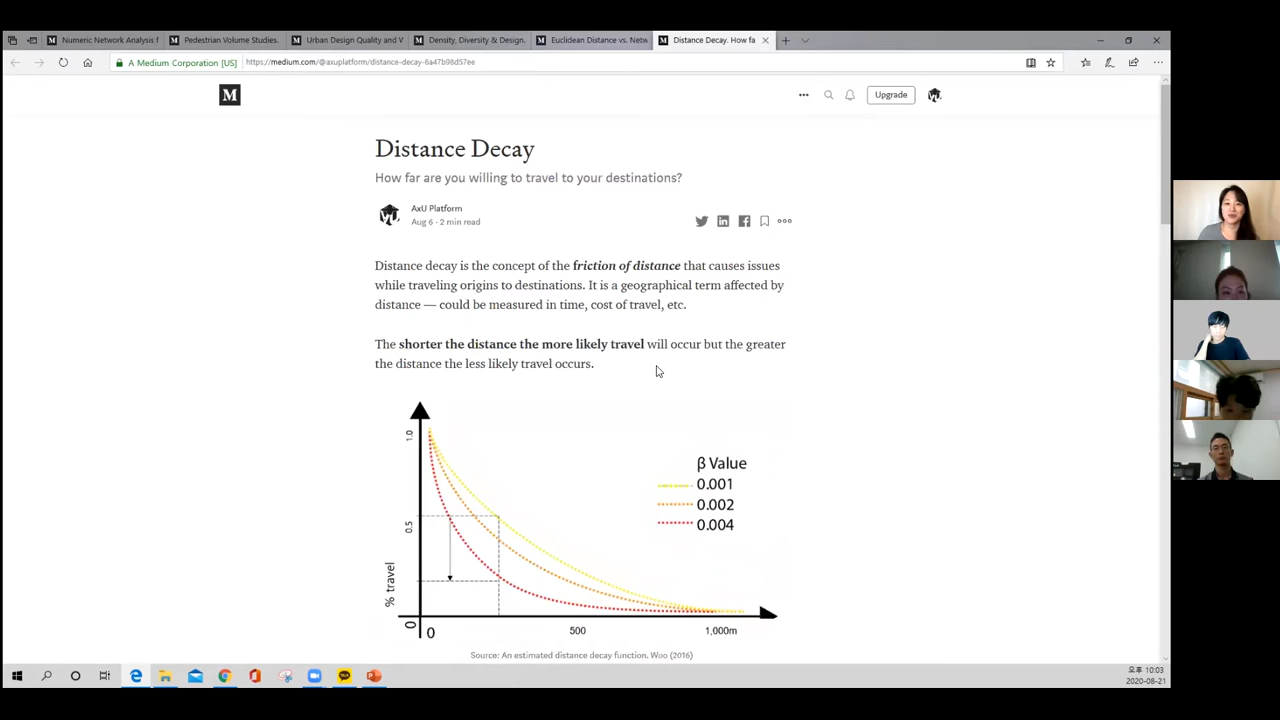 Numeric Network Analysis f
Pedestrian Volume Studies.
Urban Design Quality and V
Density, Diversity & Design.
Euclidean Distance vs. Netw
Distance Decay. How fa
A Medium Corporation [US]
https://medium.com/@axuplatform/distance-decay-6a47b98d57ee
M
Upgrade
Distance Decay
How far are you willing to travel to your destinations?
AxU Platform
Aug 6 · 2 min read
Distance decay is the concept of the friction of distance that causes issues
while traveling origins to destinations. It is a geographical term affected by
distance — could be measured in time, cost of travel, etc.
The shorter the distance the more likely travel will occur but the greater
the distance the less likely travel occurs.
1.0
0.5
% travel
0
0
500
1,000m
β Value
0.001
0.002
0.004
Source: An estimated distance decay function. Woo (2016)
오후 10:03
2020-08-21